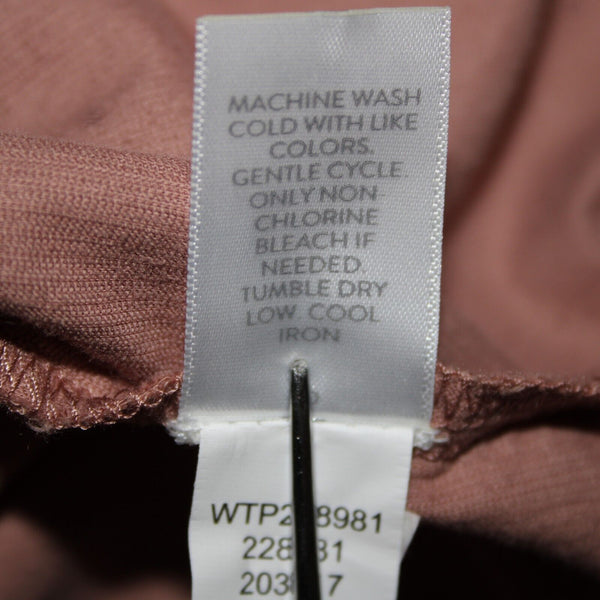 MACHINE WASH
COLD WITH LIKE
COLORS.
GENTLE CYCLE.
ONLY NON
CHLORINE
BLEACH IF
NEEDED.
TUMBLE DRY
LOW COOL
IRON